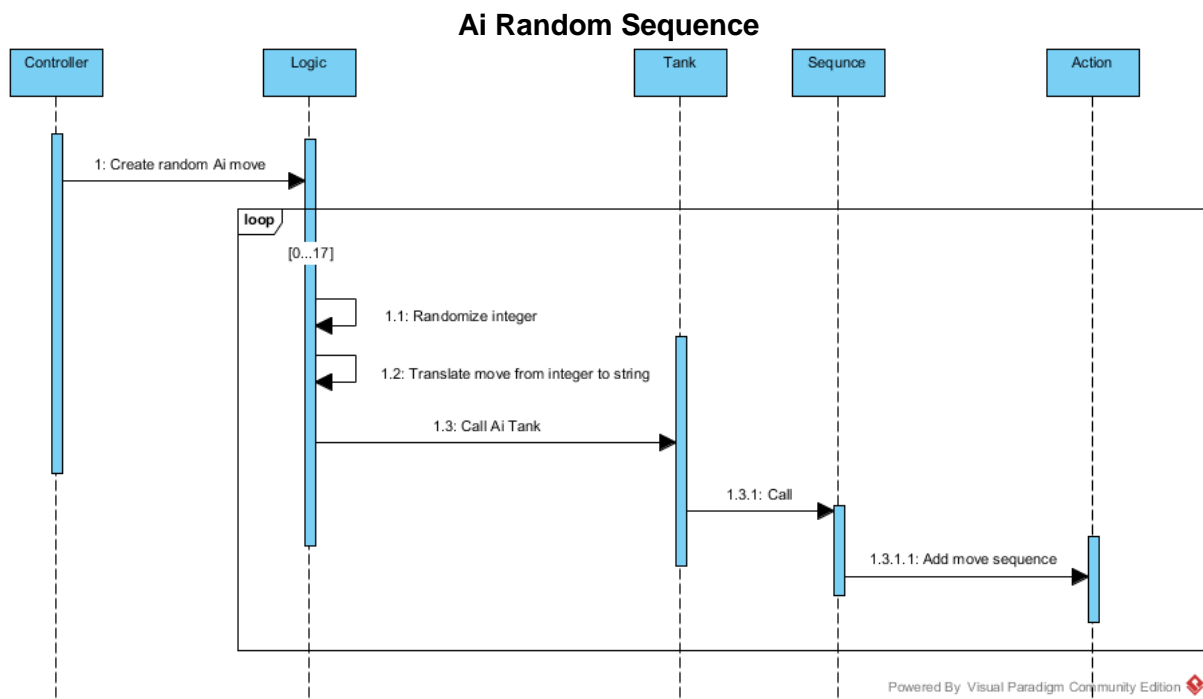 Ai Random Sequence
Controller
Logic
Tank
Sequnce
Action
1: Create random Ai move
loop
[0...17]
1.1: Randomize integer
1.2: Translate move from integer to string
1.3: Call Ai Tank
1.3.1: Call
1.3.1.1: Add move sequence
Powered By Visual Paradigm Community Edition